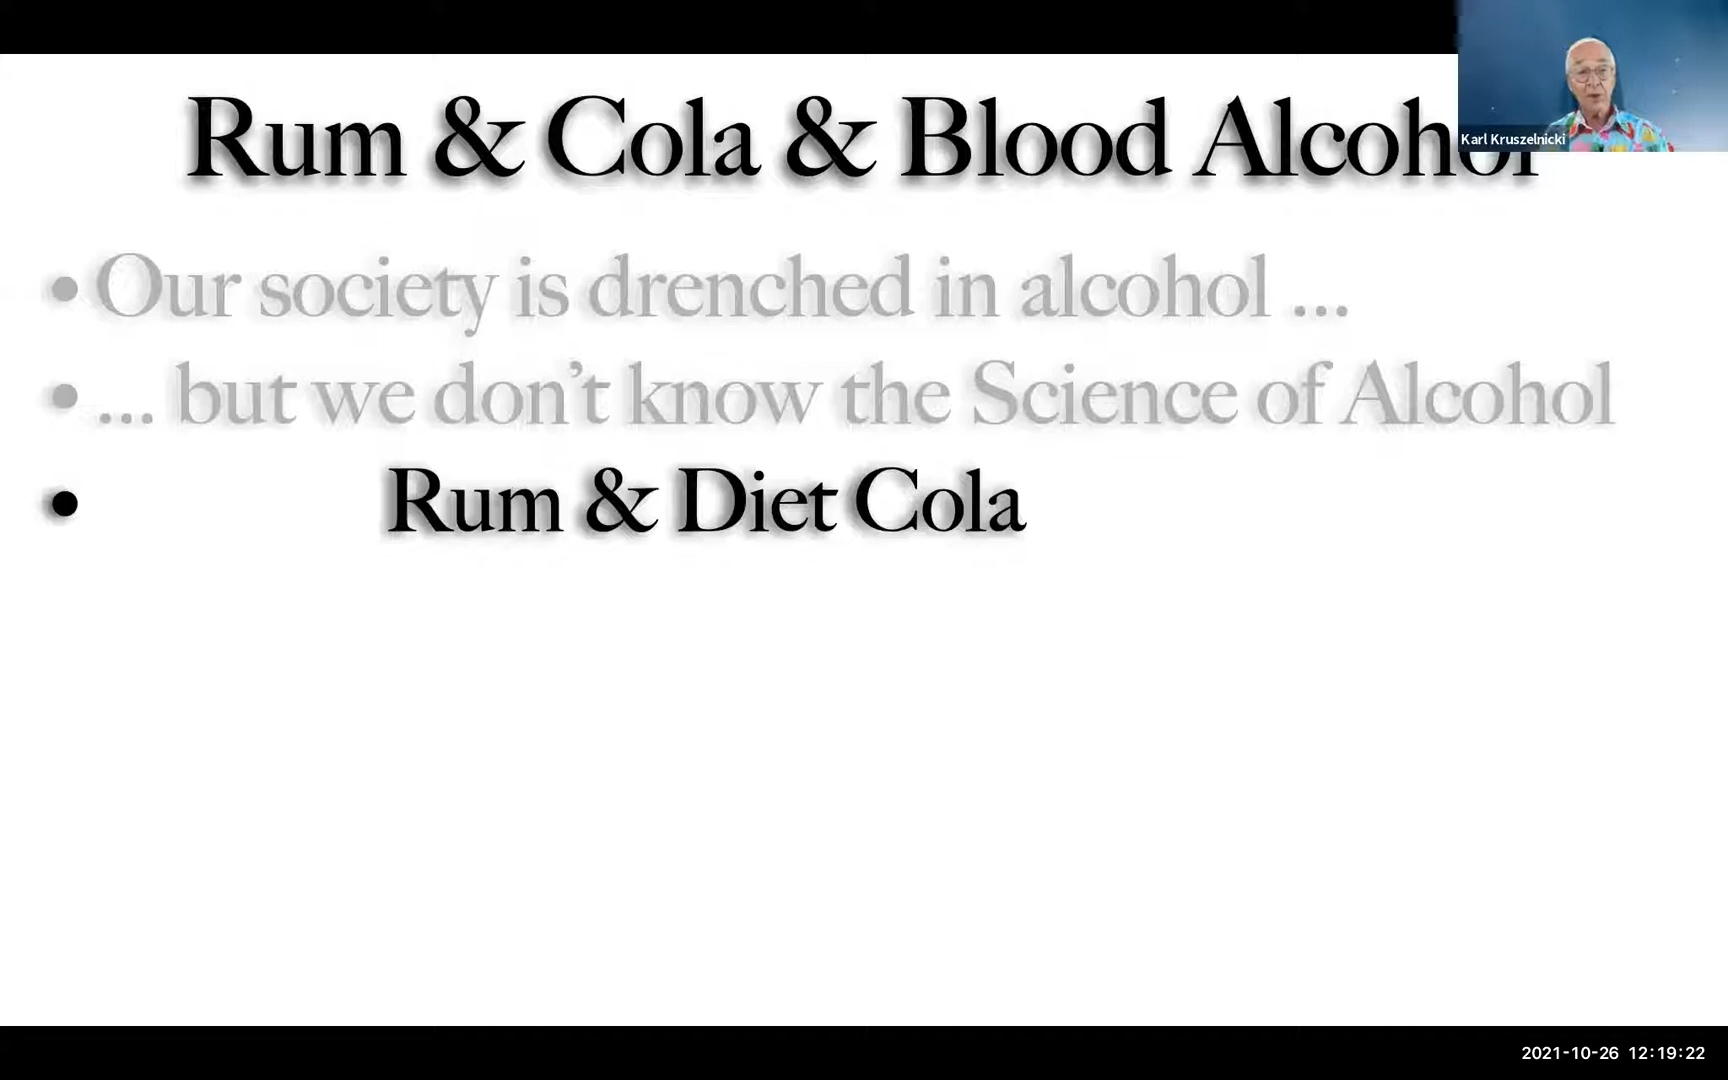 Rum & Cola & Blood Alcohol
Karl Kruszelnicki
• Our society is drenched in alcohol ...
• ... but we don't know the Science of Alcohol
• Rum & Diet Cola
2021-10-26 12:19:22